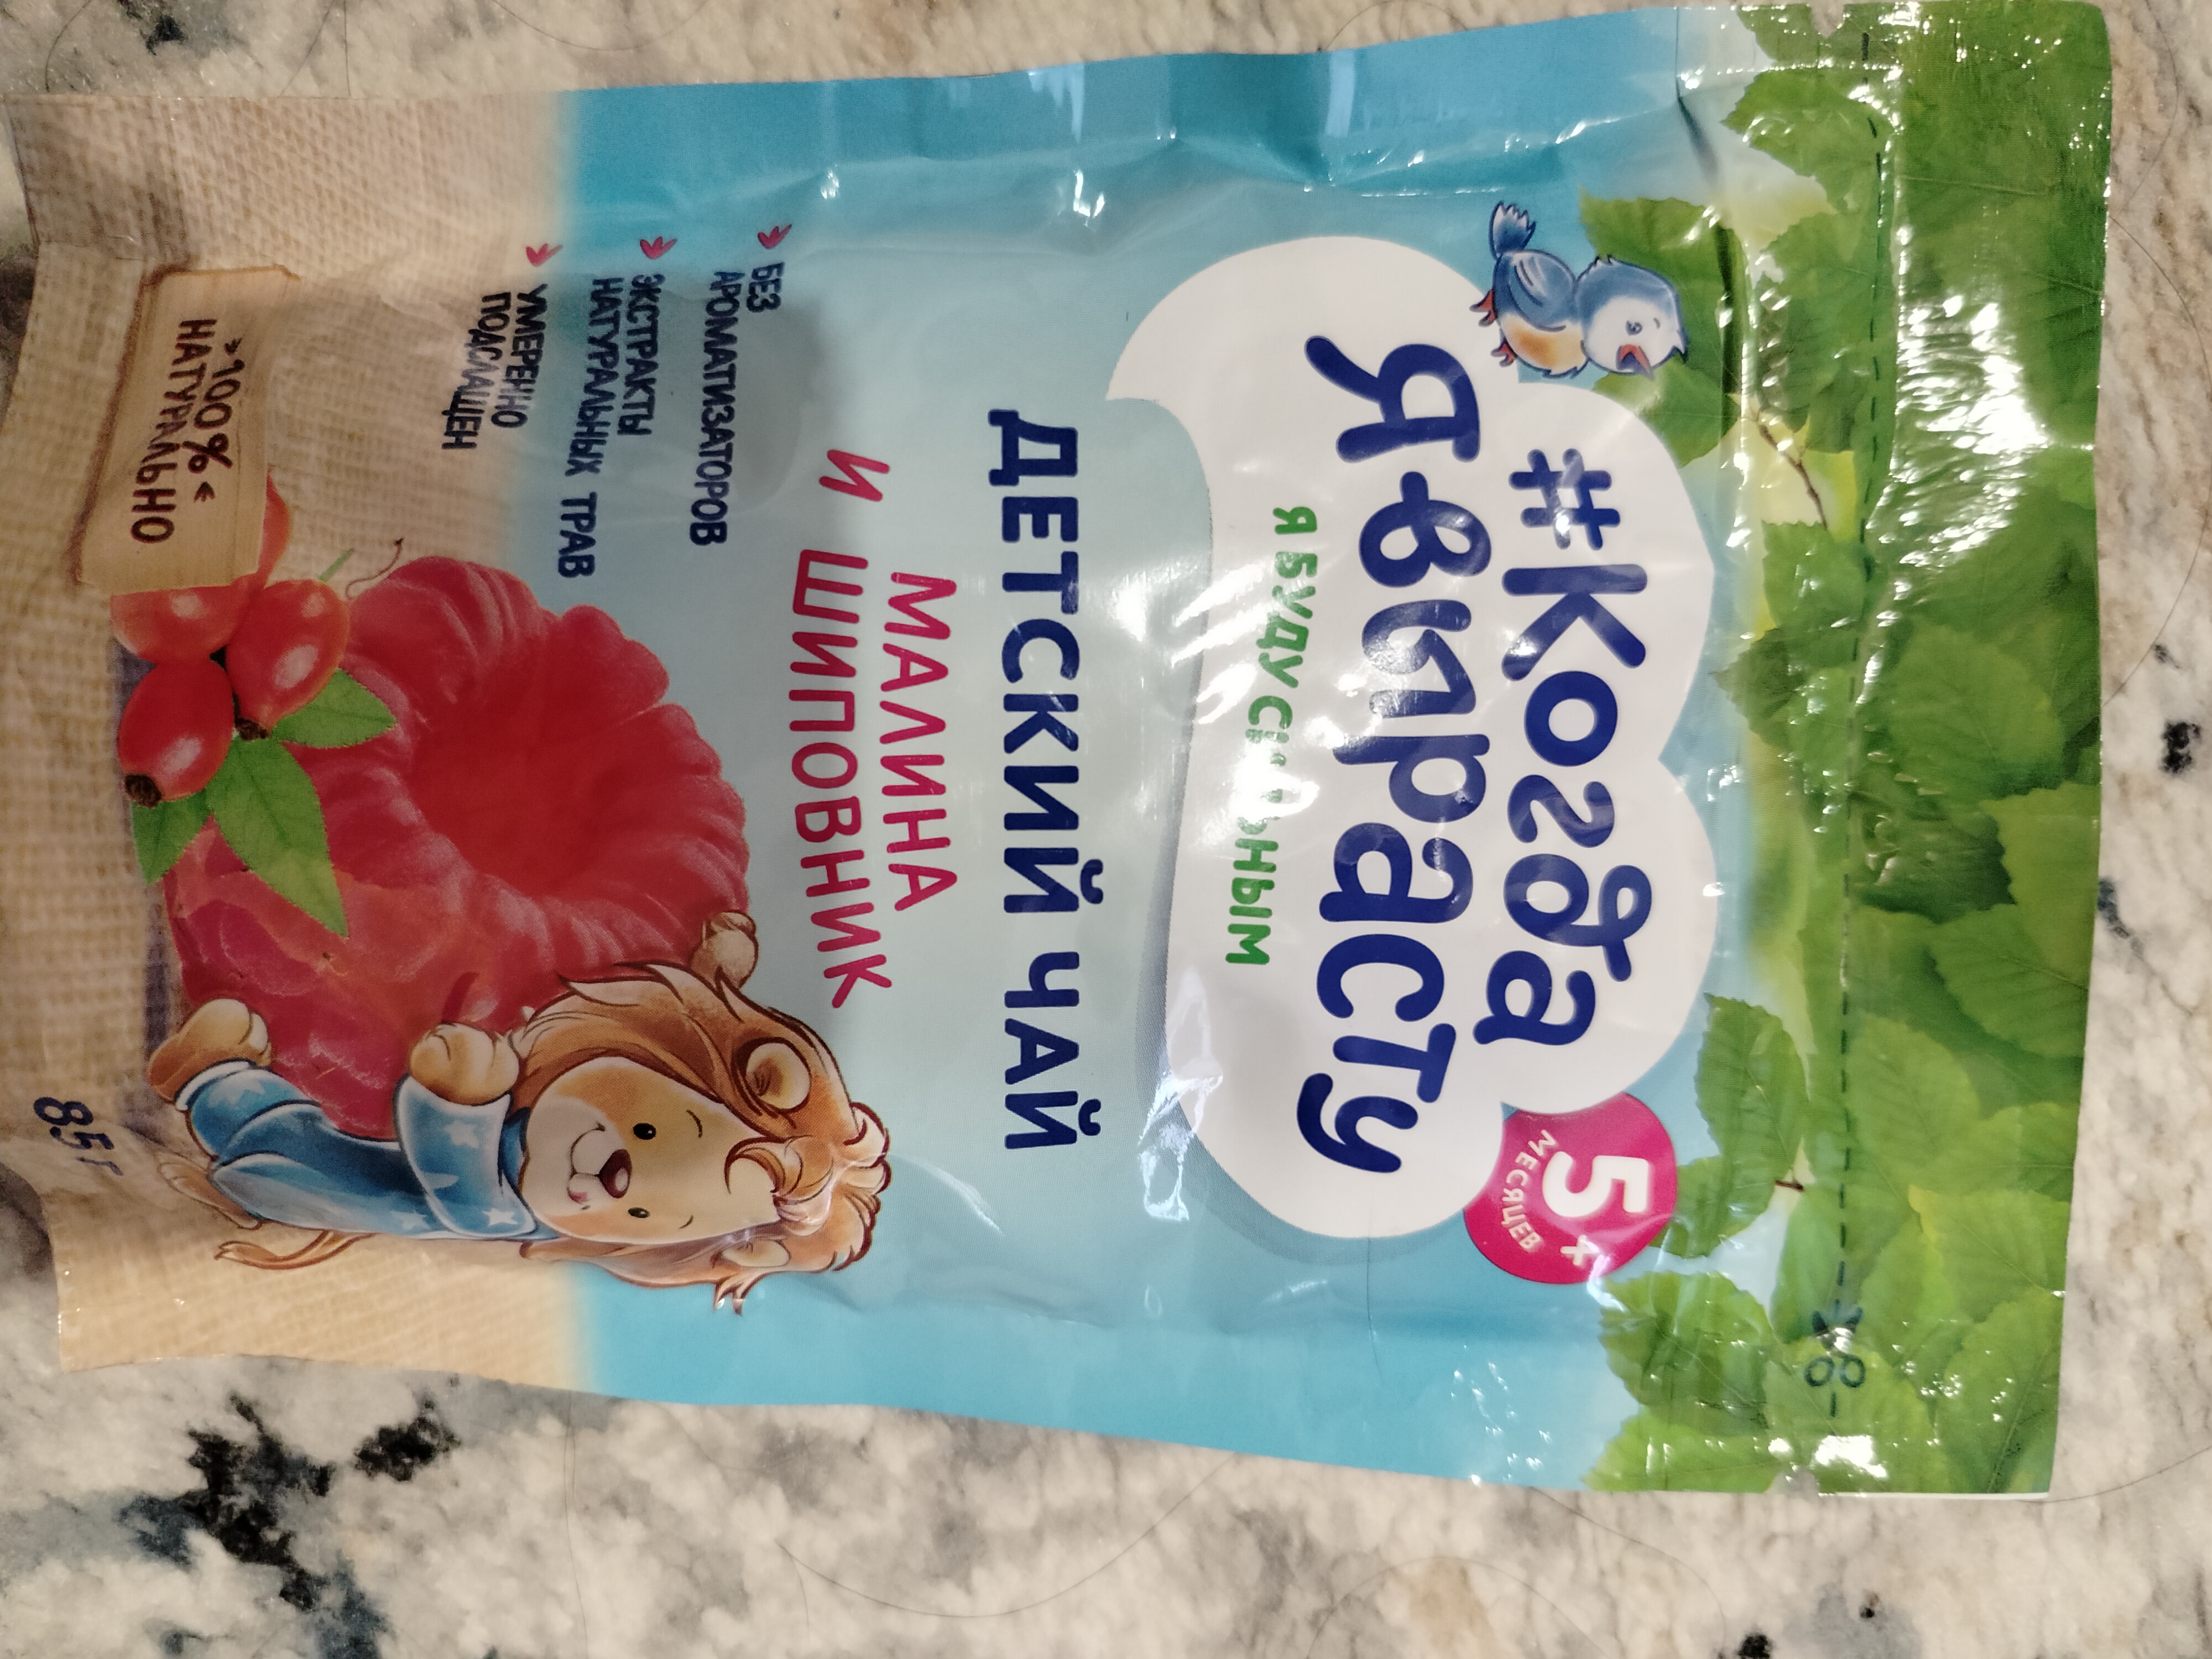 #Когда
Я вырасту
Я БУДУ СИЛЬНЫМ
5+
МЕСЯЦЕВ
ДЕТСКИЙ ЧАЙ
МАЛИНА
И ШИПОВНИК
БЕЗ
АРОМАТИЗАТОРОВ
ЭКСТРАКТЫ
НАТУРАЛЬНЫХ ТРАВ
УМЕРЕННО
ПОДСЛАЩЕН
»100%«
НАТУРАЛЬНО
85 г